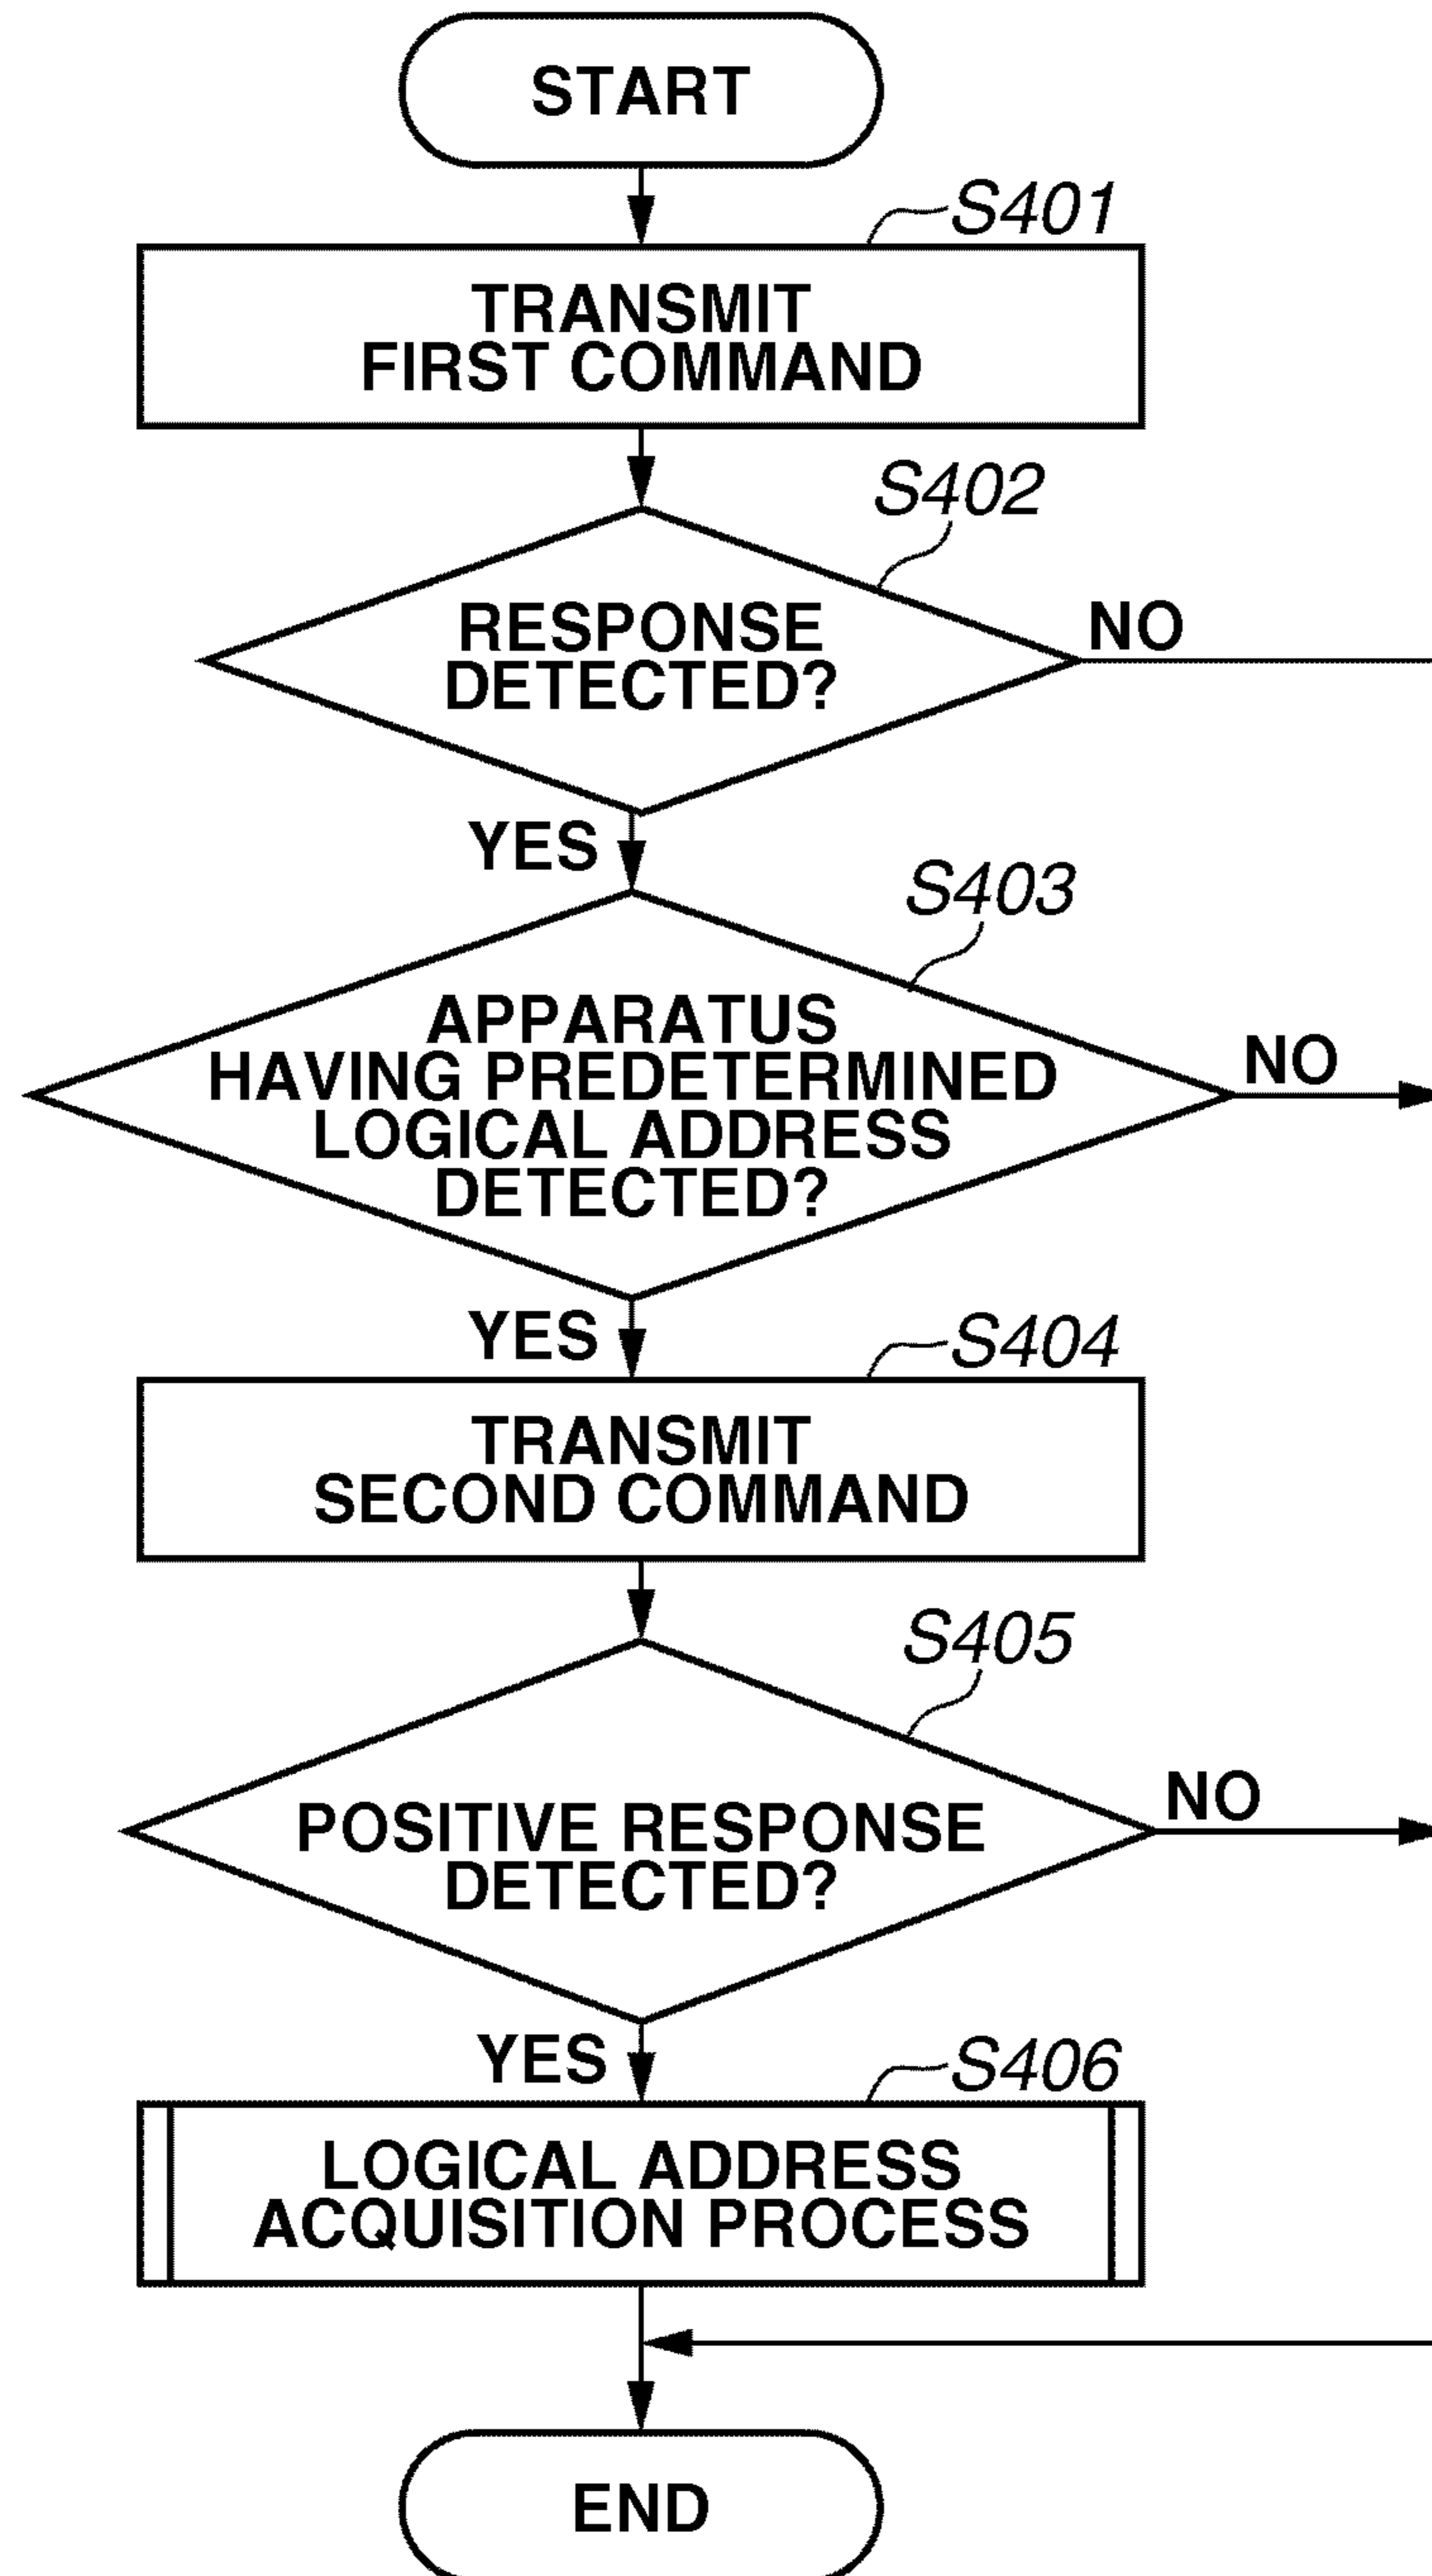 START
S401
TRANSMIT
FIRST COMMAND
S402
RESPONSE
DETECTED?
NO
YES
S403
APPARATUS
HAVING PREDETERMINED
LOGICAL ADDRESS
DETECTED?
NO
YES
S404
TRANSMIT
SECOND COMMAND
S405
POSITIVE RESPONSE
DETECTED?
NO
YES
S406
LOGICAL ADDRESS
ACQUISITION PROCESS
END